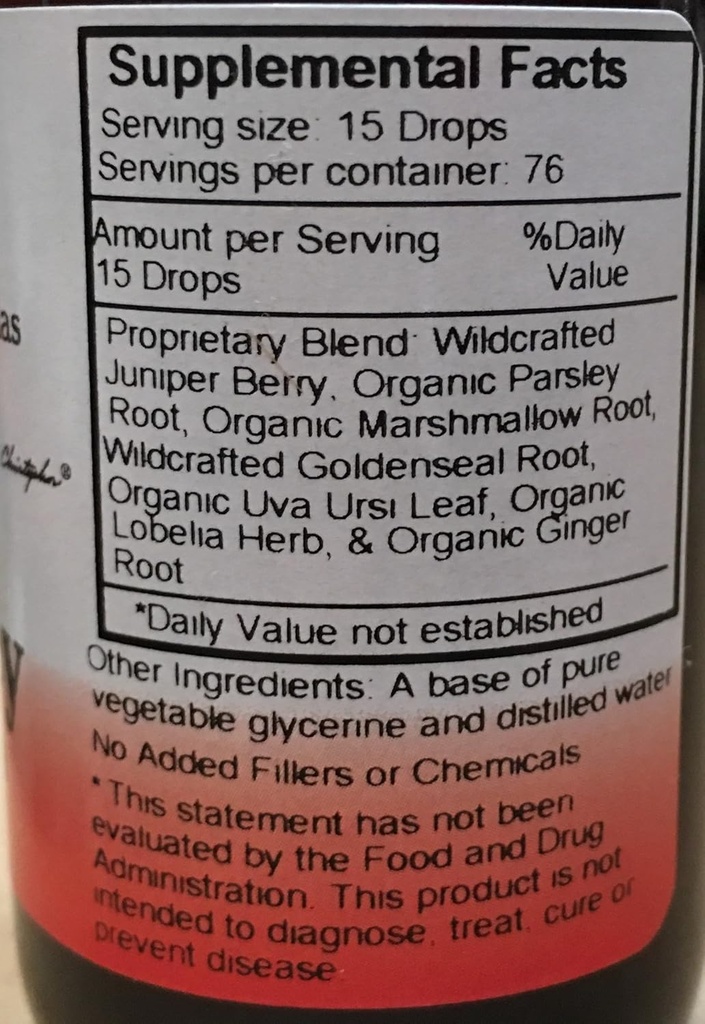 Supplemental Facts
Serving size: 15 Drops
Servings per container: 76
Amount per Serving %Daily
15 Drops Value
Proprietary Blend: Wildcrafted
Juniper Berry, Organic Parsley
Root, Organic Marshmallow Root,
Wildcrafted Goldenseal Root,
Organic Uva Ursi Leaf, Organic
Lobelia Herb, & Organic Ginger
Root
*Daily Value not established
Other Ingredients: A base of pure
vegetable glycerine and distilled water
No Added Fillers or Chemicals
*This statement has not been
evaluated by the Food and Drug
Administration. This product is not
intended to diagnose, treat, cure or
prevent disease
as